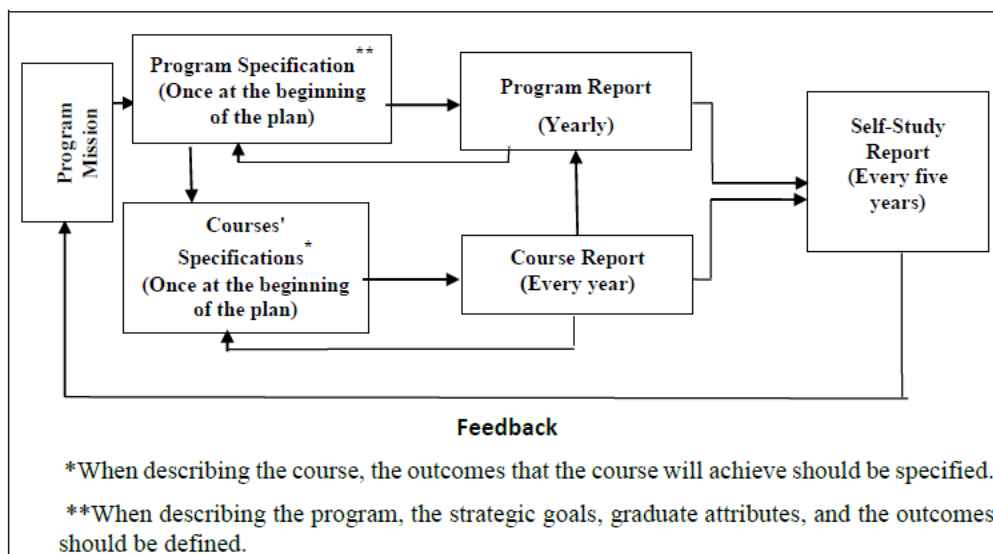 Program
Mission
Program Specification**
(Once at the beginning
of the plan)
Program Report
(Yearly)
Self-Study
Report
(Every five
years)
Courses'
Specifications*
(Once at the beginning
of the plan)
Course Report
(Every year)
Feedback
*When describing the course, the outcomes that the course will achieve should be specified.
**When describing the program, the strategic goals, graduate attributes, and the outcomes
should be defined.